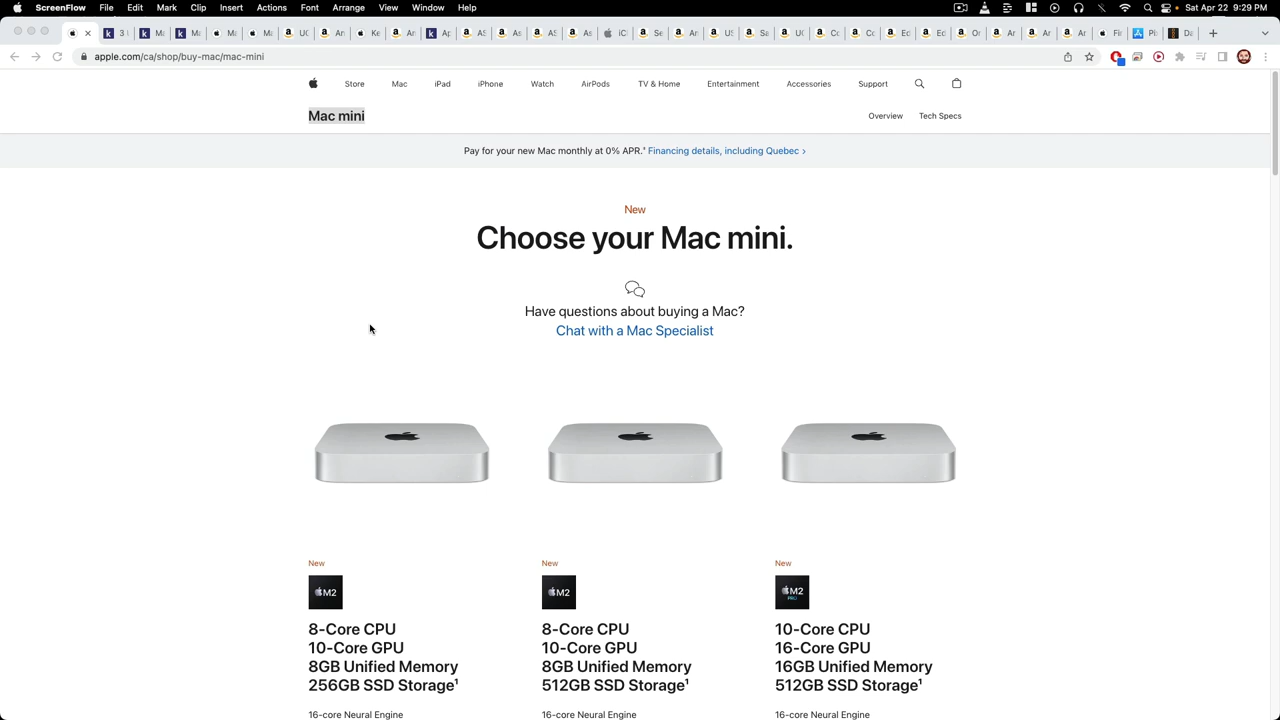 ScreenFlow File Edit Mark Clip Insert Actions Font Arrange View Window Help Sat Apr 22 9:29 PM
apple.com/ca/shop/buy-mac/mac-mini
Store Mac iPad iPhone Watch AirPods TV & Home Entertainment Accessories Support
Mac mini Overview Tech Specs
Pay for your new Mac monthly at 0% APR. Financing details, including Quebec >
New
Choose your Mac mini.
Have questions about buying a Mac?
Chat with a Mac Specialist
New New New
M2 M2 M2
PRO
8-Core CPU 8-Core CPU 10-Core CPU
10-Core GPU 10-Core GPU 16-Core GPU
8GB Unified Memory 8GB Unified Memory 16GB Unified Memory
256GB SSD Storage¹ 512GB SSD Storage¹ 512GB SSD Storage¹
16-core Neural Engine 16-core Neural Engine 16-core Neural Engine